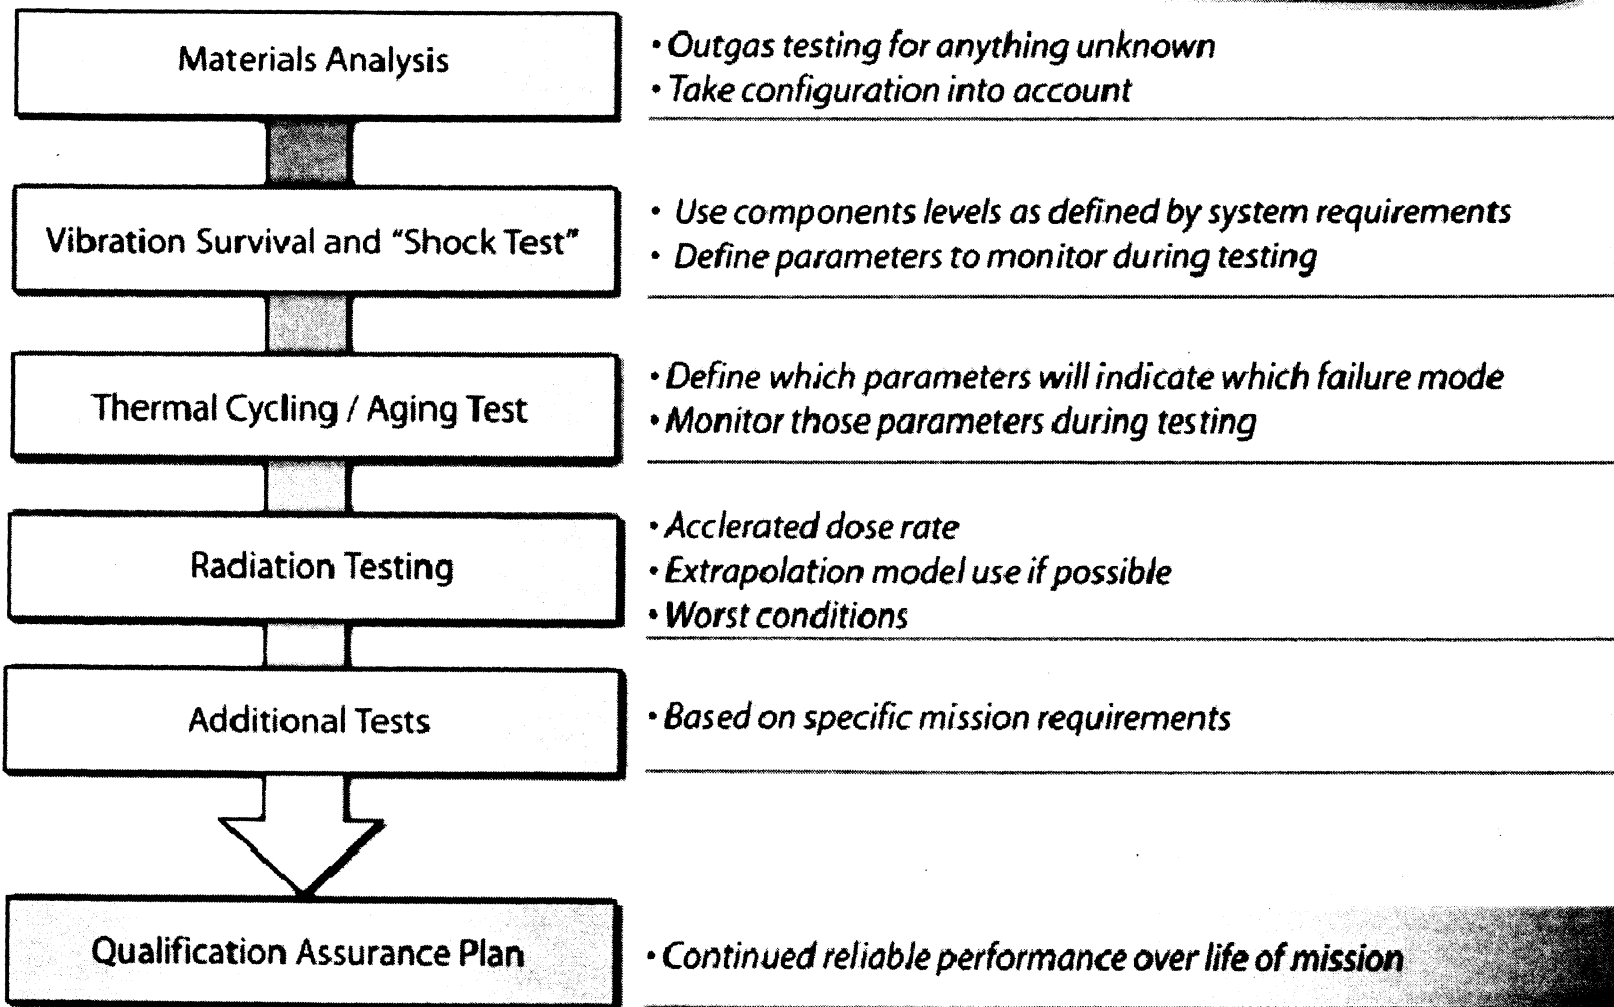 Materials Analysis
• Outgas testing for anything unknown
• Take configuration into account
Vibration Survival and "Shock Test"
• Use components levels as defined by system requirements
• Define parameters to monitor during testing
Thermal Cycling / Aging Test
• Define which parameters will indicate which failure mode
• Monitor those parameters during testing
Radiation Testing
• Acclerated dose rate
• Extrapolation model use if possible
• Worst conditions
Additional Tests
• Based on specific mission requirements
Qualification Assurance Plan
• Continued reliable performance over life of mission